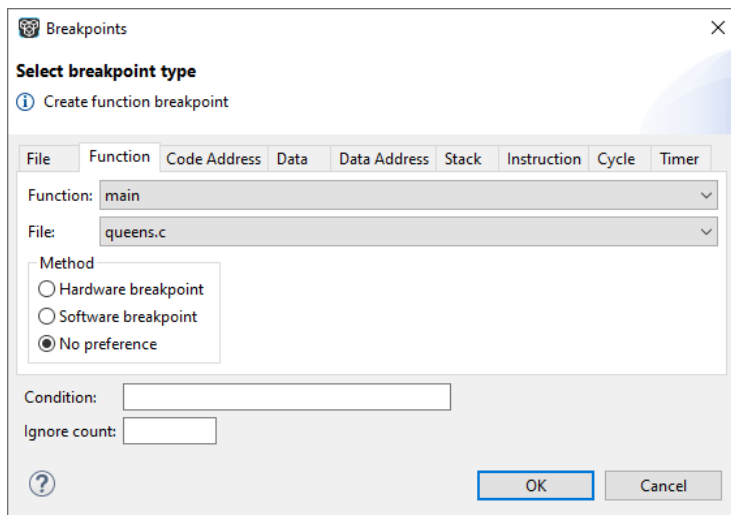 Breakpoints
Select breakpoint type
Create function breakpoint
File Function Code Address Data Data Address Stack Instruction Cycle Timer
Function: main
File: queens.c
Method
Hardware breakpoint
Software breakpoint
No preference
Condition:
Ignore count:
OK Cancel